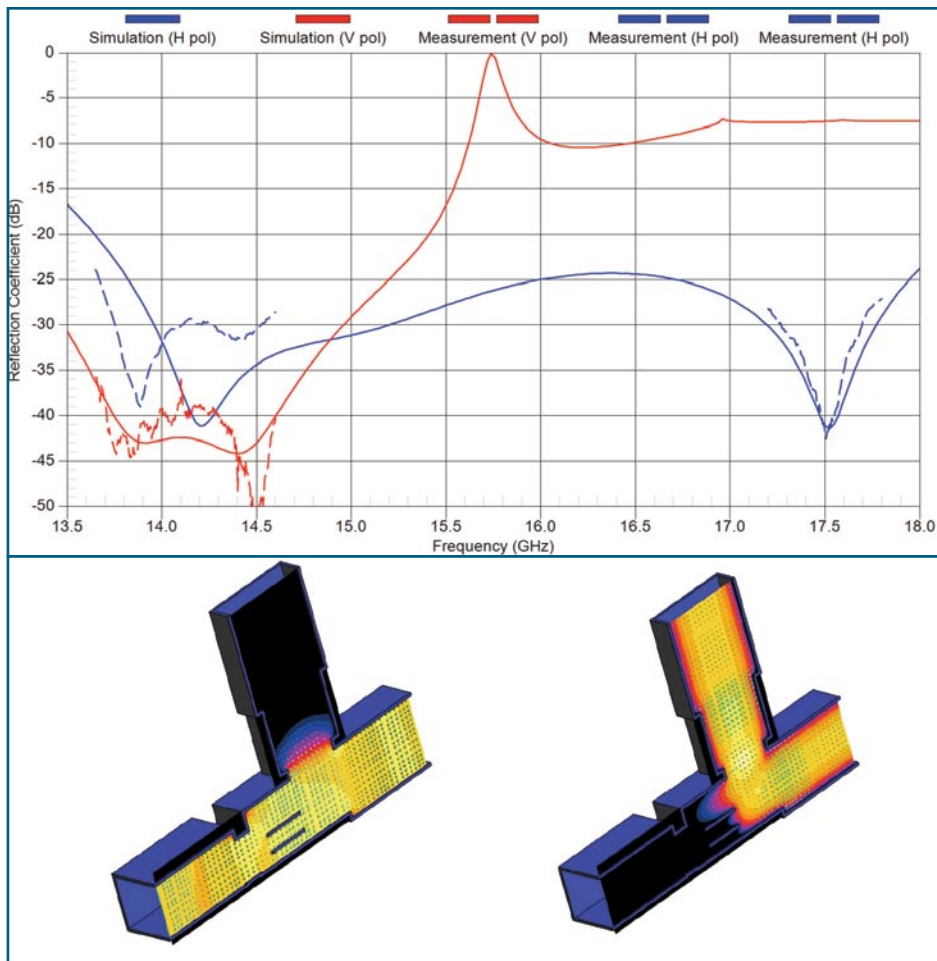 Simulation (H pol) Simulation (V pol) Measurement (V pol) Measurement (H pol) Measurement (H pol)
0
-5
-10
-15
-20
-25
-30
-35
-40
-45
-50
Reflection Coefficient (dB)
13.5 14.0 14.5 15.0 15.5 16.0 16.5 17.0 17.5 18.0
Frequency (GHz)